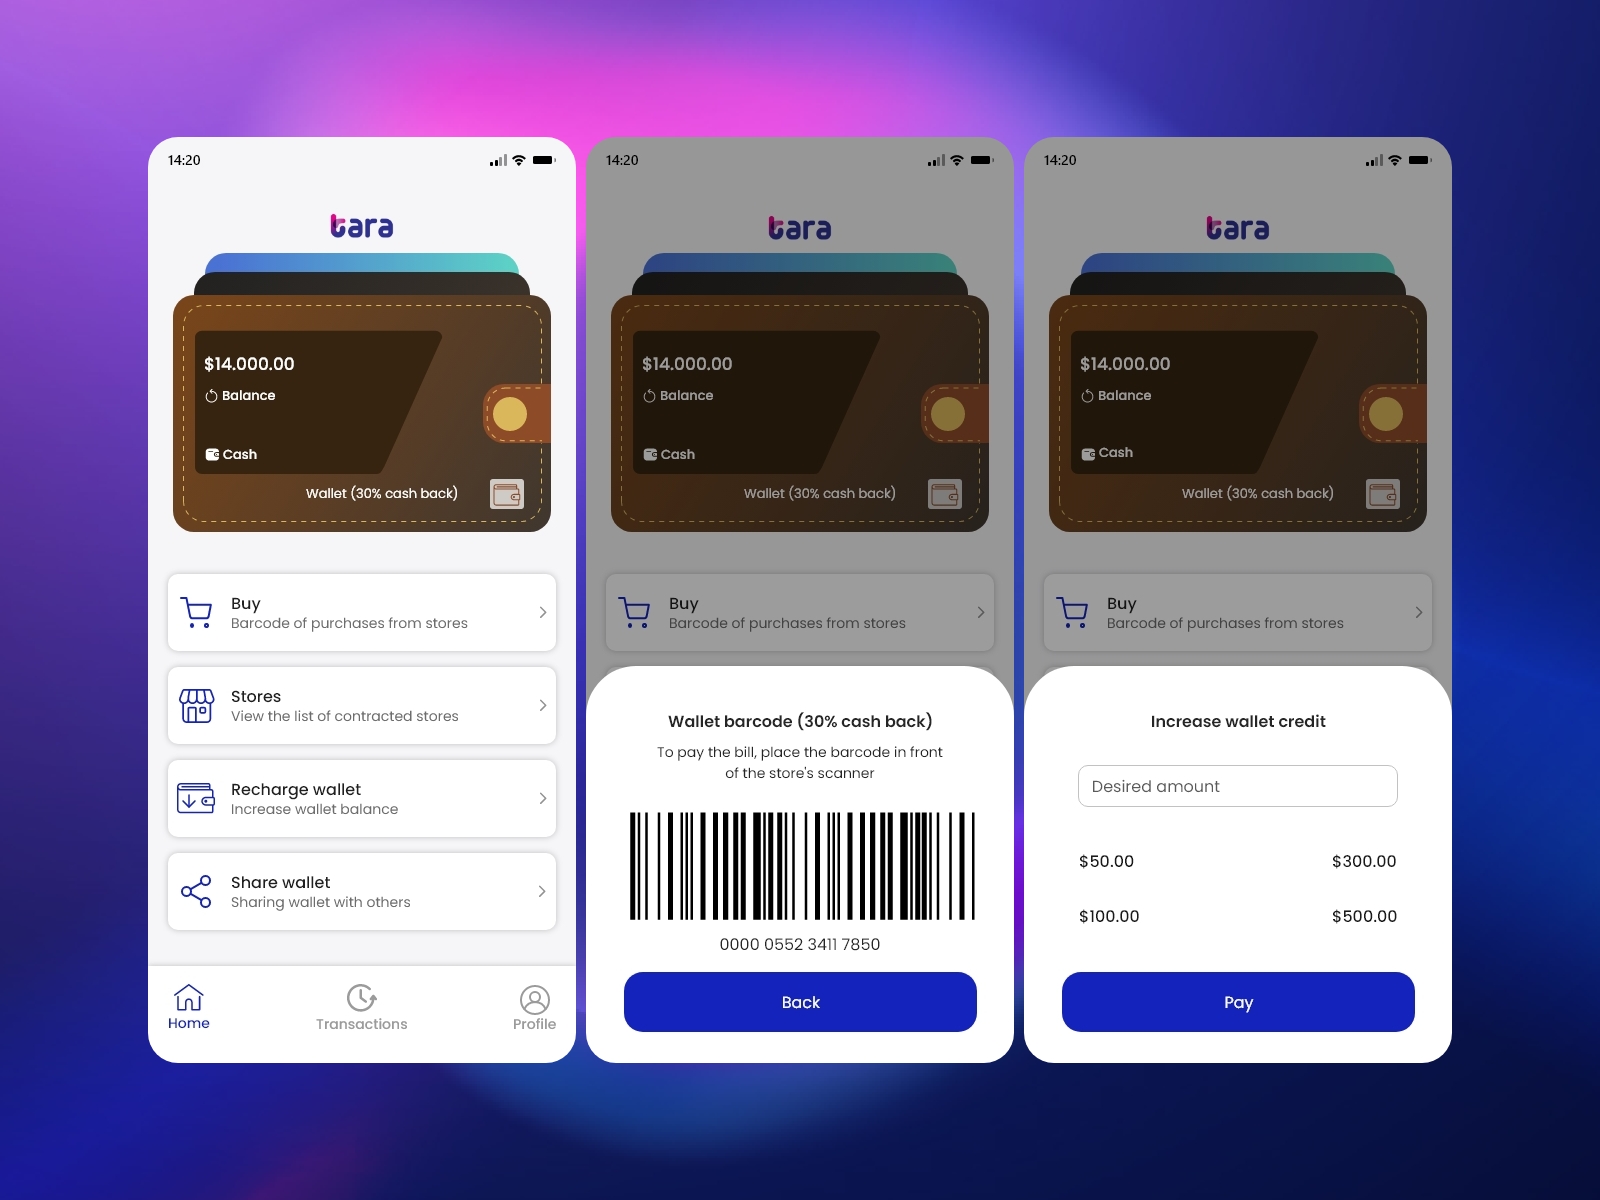 14:20
tara
$14.000.00
Balance
Cash
Wallet (30% cash back)
Buy
Barcode of purchases from stores
Stores
View the list of contracted stores
Recharge wallet
Increase wallet balance
Share wallet
Sharing wallet with others
Home
Transactions
Profile
14:20
tara
$14.000.00
Balance
Cash
Wallet (30% cash back)
Buy
Barcode of purchases from stores
Wallet barcode (30% cash back)
To pay the bill, place the barcode in front
of the store's scanner
0000 0552 3411 7850
Back
14:20
tara
$14.000.00
Balance
Cash
Wallet (30% cash back)
Buy
Barcode of purchases from stores
Increase wallet credit
Desired amount
$50.00 $300.00
$100.00 $500.00
Pay